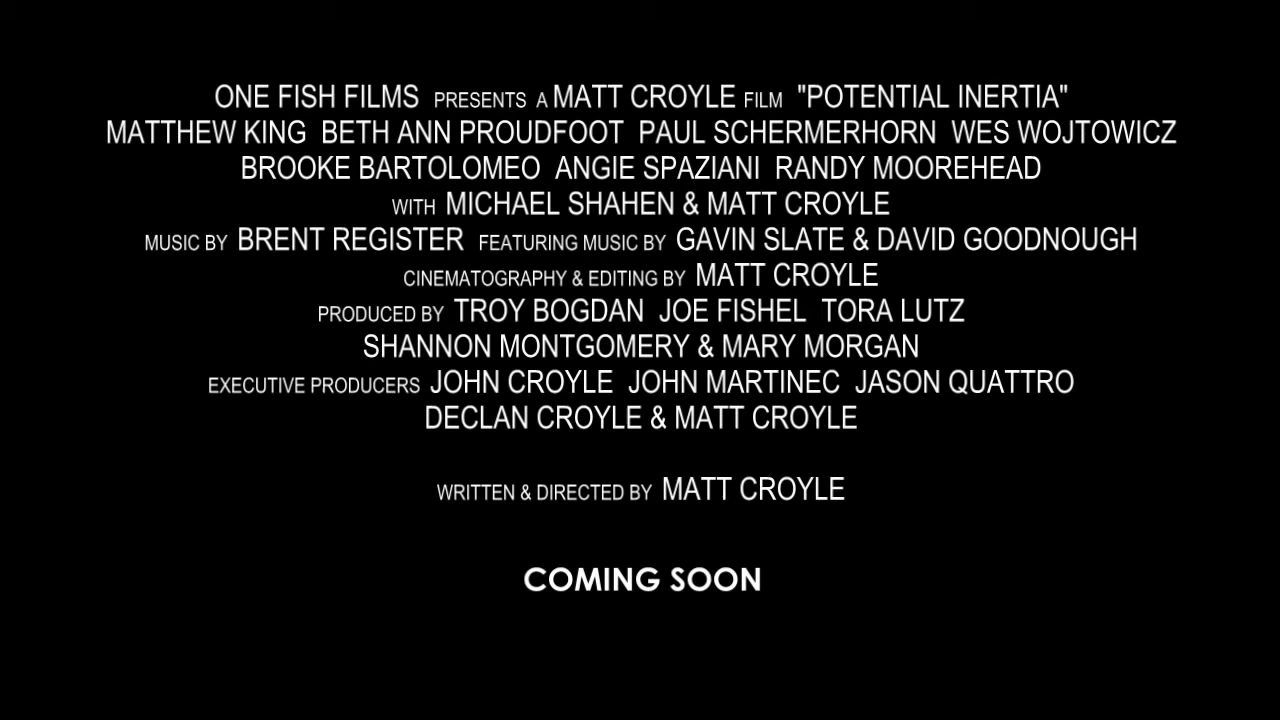 ONE FISH FILMS PRESENTS A MATT CROYLE FILM "POTENTIAL INERTIA"
MATTHEW KING BETH ANN PROUDFOOT PAUL SCHERMERHORN WES WOJTOWICZ
BROOKE BARTOLOMEO ANGIE SPAZIANI RANDY MOOREHEAD
WITH MICHAEL SHAHEN & MATT CROYLE
MUSIC BY BRENT REGISTER FEATURING MUSIC BY GAVIN SLATE & DAVID GOODNOUGH
CINEMATOGRAPHY & EDITING BY MATT CROYLE
PRODUCED BY TROY BOGDAN JOE FISHEL TORA LUTZ
SHANNON MONTGOMERY & MARY MORGAN
EXECUTIVE PRODUCERS JOHN CROYLE JOHN MARTINEC JASON QUATTRO
DECLAN CROYLE & MATT CROYLE
WRITTEN & DIRECTED BY MATT CROYLE
COMING SOON